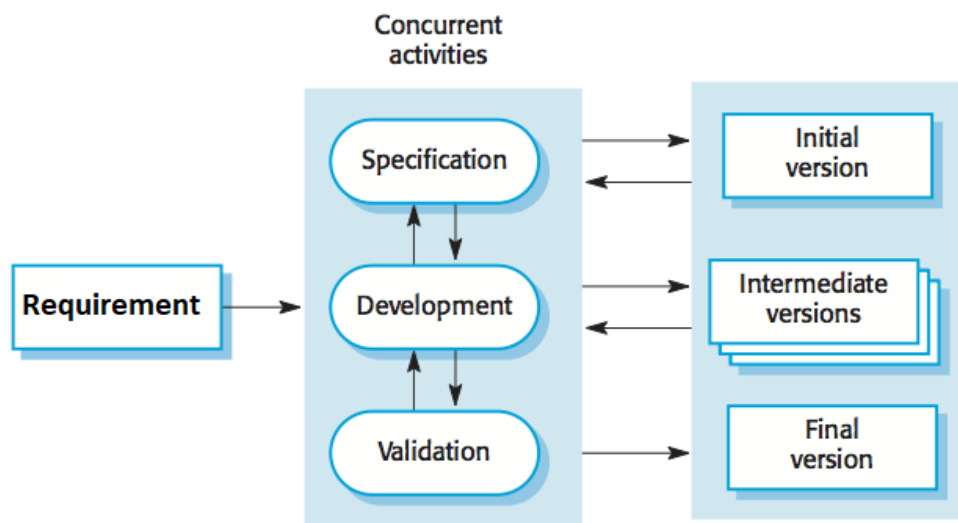 Concurrent
activities
Specification
Initial
version
Requirement
Development
Intermediate
versions
Validation
Final
version